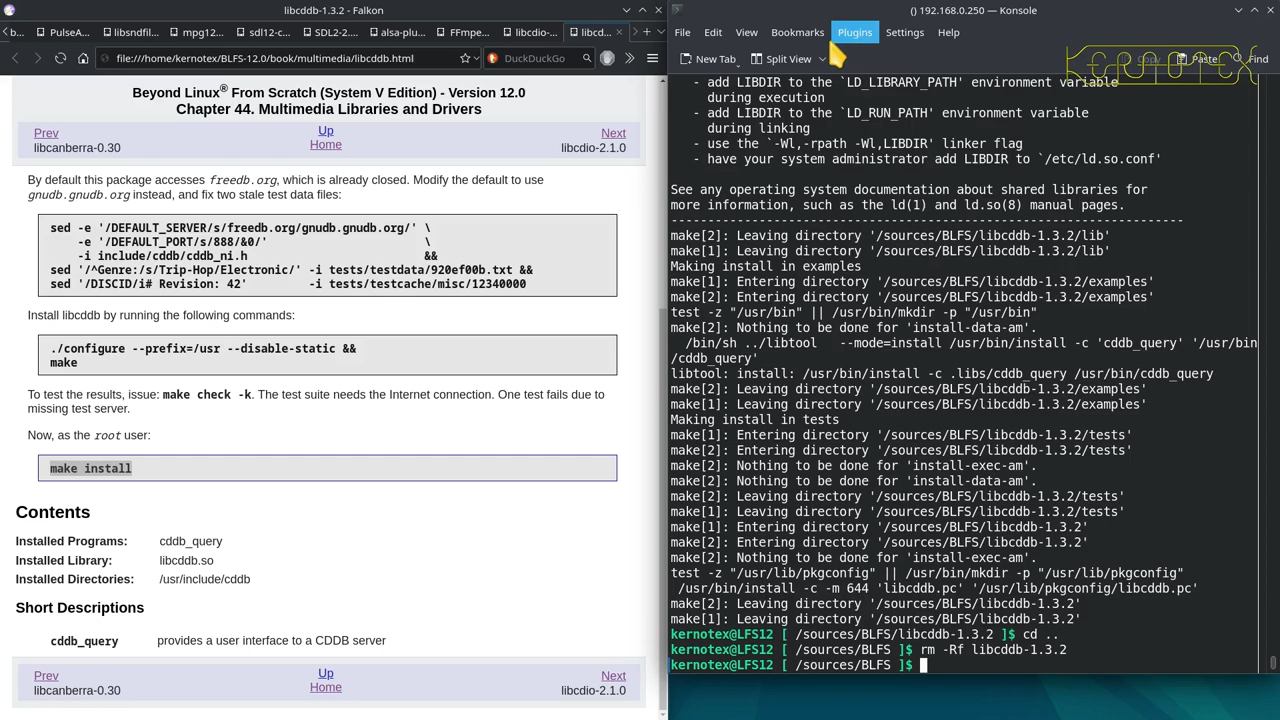 libcddb-1.3.2 - Falkon
b...
PulseA...
libsndfil...
mpg12...
sdl12-c...
SDL2-2....
alsa-plu...
FFmpe...
libcdio-...
libcd...
file:///home/kernotex/BLFS-12.0/book/multimedia/libcddb.html
DuckDuckGo
Beyond Linux® From Scratch (System V Edition) - Version 12.0
Chapter 44. Multimedia Libraries and Drivers
Prev Up Next
libcanberra-0.30 Home libcdio-2.1.0
By default this package accesses freedb.org, which is already closed. Modify the default to use
gnudb.gnudb.org instead, and fix two stale test data files:
sed -e '/DEFAULT_SERVER/s/freedb.org/gnudb.gnudb.org/' \
    -e '/DEFAULT_PORT/s/888/&0/' \
    -i include/cddb/cddb_ni.h &&
sed '/^Genre:/s/Trip-Hop/Electronic/' -i tests/testdata/920ef00b.txt &&
sed '/DISCID/i# Revision: 42' -i tests/testcache/misc/12340000
Install libcddb by running the following commands:
./configure --prefix=/usr --disable-static &&
make
To test the results, issue: make check -k. The test suite needs the Internet connection. One test fails due to
missing test server.
Now, as the root user:
make install
Contents
Installed Programs: cddb_query
Installed Library: libcddb.so
Installed Directories: /usr/include/cddb
Short Descriptions
cddb_query provides a user interface to a CDDB server
Prev Up Next
libcanberra-0.30 Home libcdio-2.1.0
() 192.168.0.250 — Konsole
File Edit View Bookmarks Plugins Settings Help
New Tab Split View Copy Paste Find
KERNOTEX
   - add LIBDIR to the `LD_LIBRARY_PATH' environment variable
     during execution
   - add LIBDIR to the `LD_RUN_PATH' environment variable
     during linking
   - use the `-Wl,-rpath -Wl,LIBDIR' linker flag
   - have your system administrator add LIBDIR to `/etc/ld.so.conf'
See any operating system documentation about shared libraries for
more information, such as the ld(1) and ld.so(8) manual pages.
----------------------------------------------------------------------
make[2]: Leaving directory '/sources/BLFS/libcddb-1.3.2/lib'
make[1]: Leaving directory '/sources/BLFS/libcddb-1.3.2/lib'
Making install in examples
make[1]: Entering directory '/sources/BLFS/libcddb-1.3.2/examples'
make[2]: Entering directory '/sources/BLFS/libcddb-1.3.2/examples'
test -z "/usr/bin" || /usr/bin/mkdir -p "/usr/bin"
make[2]: Nothing to be done for 'install-data-am'.
  /bin/sh ../libtool   --mode=install /usr/bin/install -c 'cddb_query' '/usr/bin
/cddb_query'
libtool: install: /usr/bin/install -c .libs/cddb_query /usr/bin/cddb_query
make[2]: Leaving directory '/sources/BLFS/libcddb-1.3.2/examples'
make[1]: Leaving directory '/sources/BLFS/libcddb-1.3.2/examples'
Making install in tests
make[1]: Entering directory '/sources/BLFS/libcddb-1.3.2/tests'
make[2]: Entering directory '/sources/BLFS/libcddb-1.3.2/tests'
make[2]: Nothing to be done for 'install-exec-am'.
make[2]: Nothing to be done for 'install-data-am'.
make[2]: Leaving directory '/sources/BLFS/libcddb-1.3.2/tests'
make[1]: Leaving directory '/sources/BLFS/libcddb-1.3.2/tests'
make[1]: Entering directory '/sources/BLFS/libcddb-1.3.2'
make[2]: Entering directory '/sources/BLFS/libcddb-1.3.2'
make[2]: Nothing to be done for 'install-exec-am'.
test -z "/usr/lib/pkgconfig" || /usr/bin/mkdir -p "/usr/lib/pkgconfig"
 /usr/bin/install -c -m 644 'libcddb.pc' '/usr/lib/pkgconfig/libcddb.pc'
make[2]: Leaving directory '/sources/BLFS/libcddb-1.3.2'
make[1]: Leaving directory '/sources/BLFS/libcddb-1.3.2'
kernotex@LFS12 [ /sources/BLFS/libcddb-1.3.2 ]$ cd ..
kernotex@LFS12 [ /sources/BLFS ]$ rm -Rf libcddb-1.3.2
kernotex@LFS12 [ /sources/BLFS ]$